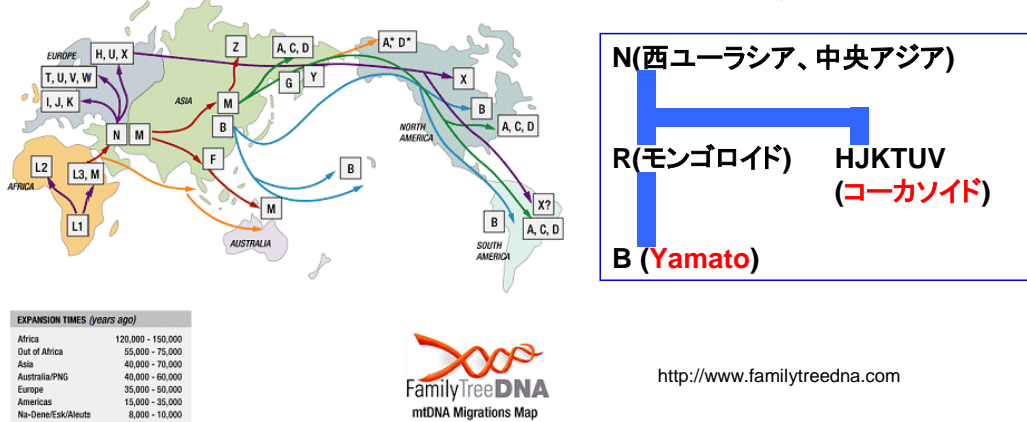 EUROPE
H, U, X
T, U, V, W
I, J, K
Z
A, C, D
A,* D*
G
Y
ASIA
M
B
N
M
F
X
B
NORTH
AMERICA
A, C, D
L2
L3, M
AFRICA
L1
B
M
AUSTRALIA
B
X?
A, C, D
SOUTH
AMERICA
N(西ユーラシア、中央アジア)
R(モンゴロイド)
HJKTUV
(コーカソイド)
B (Yamato)
EXPANSION TIMES (years ago)
Africa 120,000 - 150,000
Out of Africa 55,000 - 75,000
Asia 40,000 - 70,000
Australia/PNG 40,000 - 60,000
Europe 35,000 - 50,000
Americas 15,000 - 35,000
Na-Dene/Esk/Aleuts 8,000 - 10,000
FamilyTreeDNA
mtDNA Migrations Map
http://www.familytreedna.com